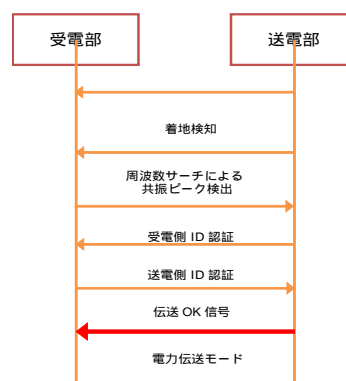 受電部
送電部
着地検知
周波数サーチによる
共振ピーク検出
受電側 ID 認証
送電側 ID 認証
伝送 OK 信号
電力伝送モード